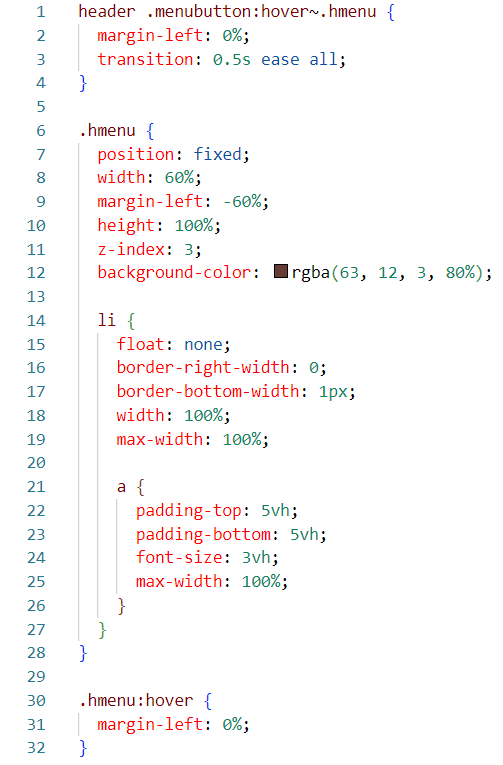 1 header .menubutton:hover~.hmenu {
2 margin-left: 0%;
3 transition: 0.5s ease all;
4 }
5
6 .hmenu {
7 position: fixed;
8 width: 60%;
9 margin-left: -60%;
10 height: 100%;
11 z-index: 3;
12 background-color: rgba(63, 12, 3, 80%);
13
14 li {
15 float: none;
16 border-right-width: 0;
17 border-bottom-width: 1px;
18 width: 100%;
19 max-width: 100%;
20
21 a {
22 padding-top: 5vh;
23 padding-bottom: 5vh;
24 font-size: 3vh;
25 max-width: 100%;
26 }
27 }
28 }
29
30 .hmenu:hover {
31 margin-left: 0%;
32 }